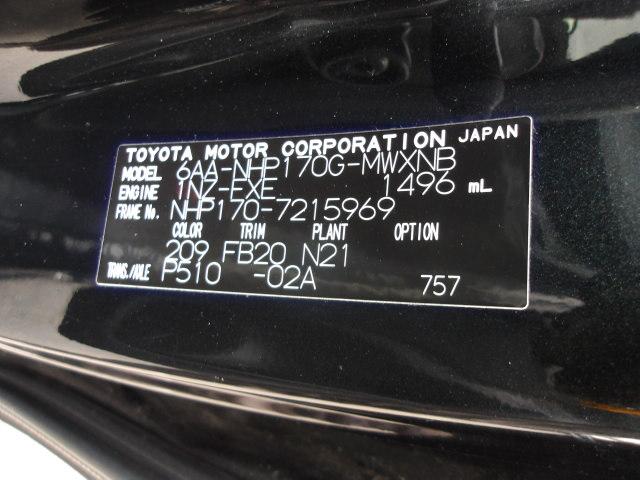 TOYOTA MOTOR CORPORATION JAPAN
MODEL 6AA-NHP170G-MWXNB
ENGINE 1NZ-FXE 1496 mL
FRAME No. NHP170-7215969
COLOR TRIM PLANT OPTION
209 FB20 N21
TRANS./AXLE P510 -02A 757